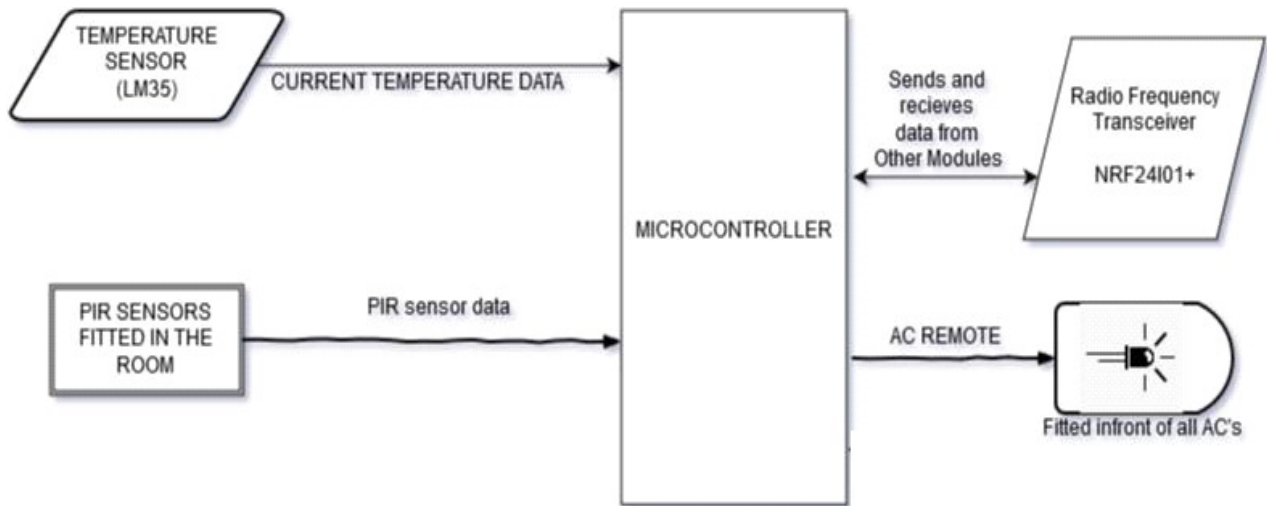 TEMPERATURE
SENSOR
(LM35)
CURRENT TEMPERATURE DATA
Sends and
recieves
data from
Other Modules
Radio Frequency
Transceiver
NRF24l01+
MICROCONTROLLER
PIR SENSORS
FITTED IN THE
ROOM
PIR sensor data
AC REMOTE
Fitted infront of all AC's